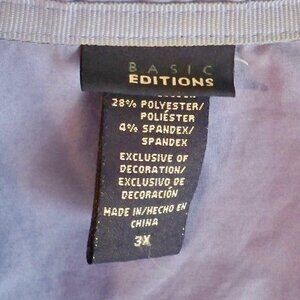 BASIC
EDITIONS
28% POLYESTER/
POLIÉSTER
4% SPANDEX/
SPANDEX
EXCLUSIVE OF
DECORATION/
EXCLUSIVO DE
DECORACIÓN
MADE IN/HECHO EN
CHINA
3X